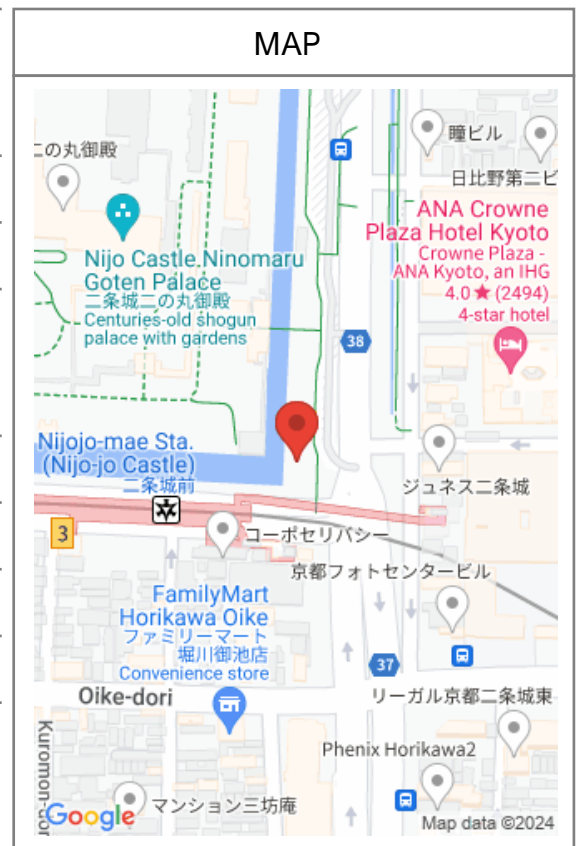 MAP
二の丸御殿
瞳ビル
日比野第二ビ
ANA Crowne
Plaza Hotel Kyoto
Crowne Plaza -
ANA Kyoto, an IHG
4.0★(2494)
4-star hotel
Nijo Castle Ninomaru
Goten Palace
二条城二の丸御殿
Centuries-old shogun
palace with gardens
38
Nijojo-mae Sta.
(Nijo-jo Castle)
二条城前
ジュネス二条城
3
コーポセリバシー
京都フォトセンタービル
FamilyMart
Horikawa Oike
ファミリーマート
堀川御池店
Convenience store
37
Oike-dori
リーガル京都二条城東
Kuromon-dor
Phenix Horikawa2
マンション三坊庵
Google
Map data ©2024